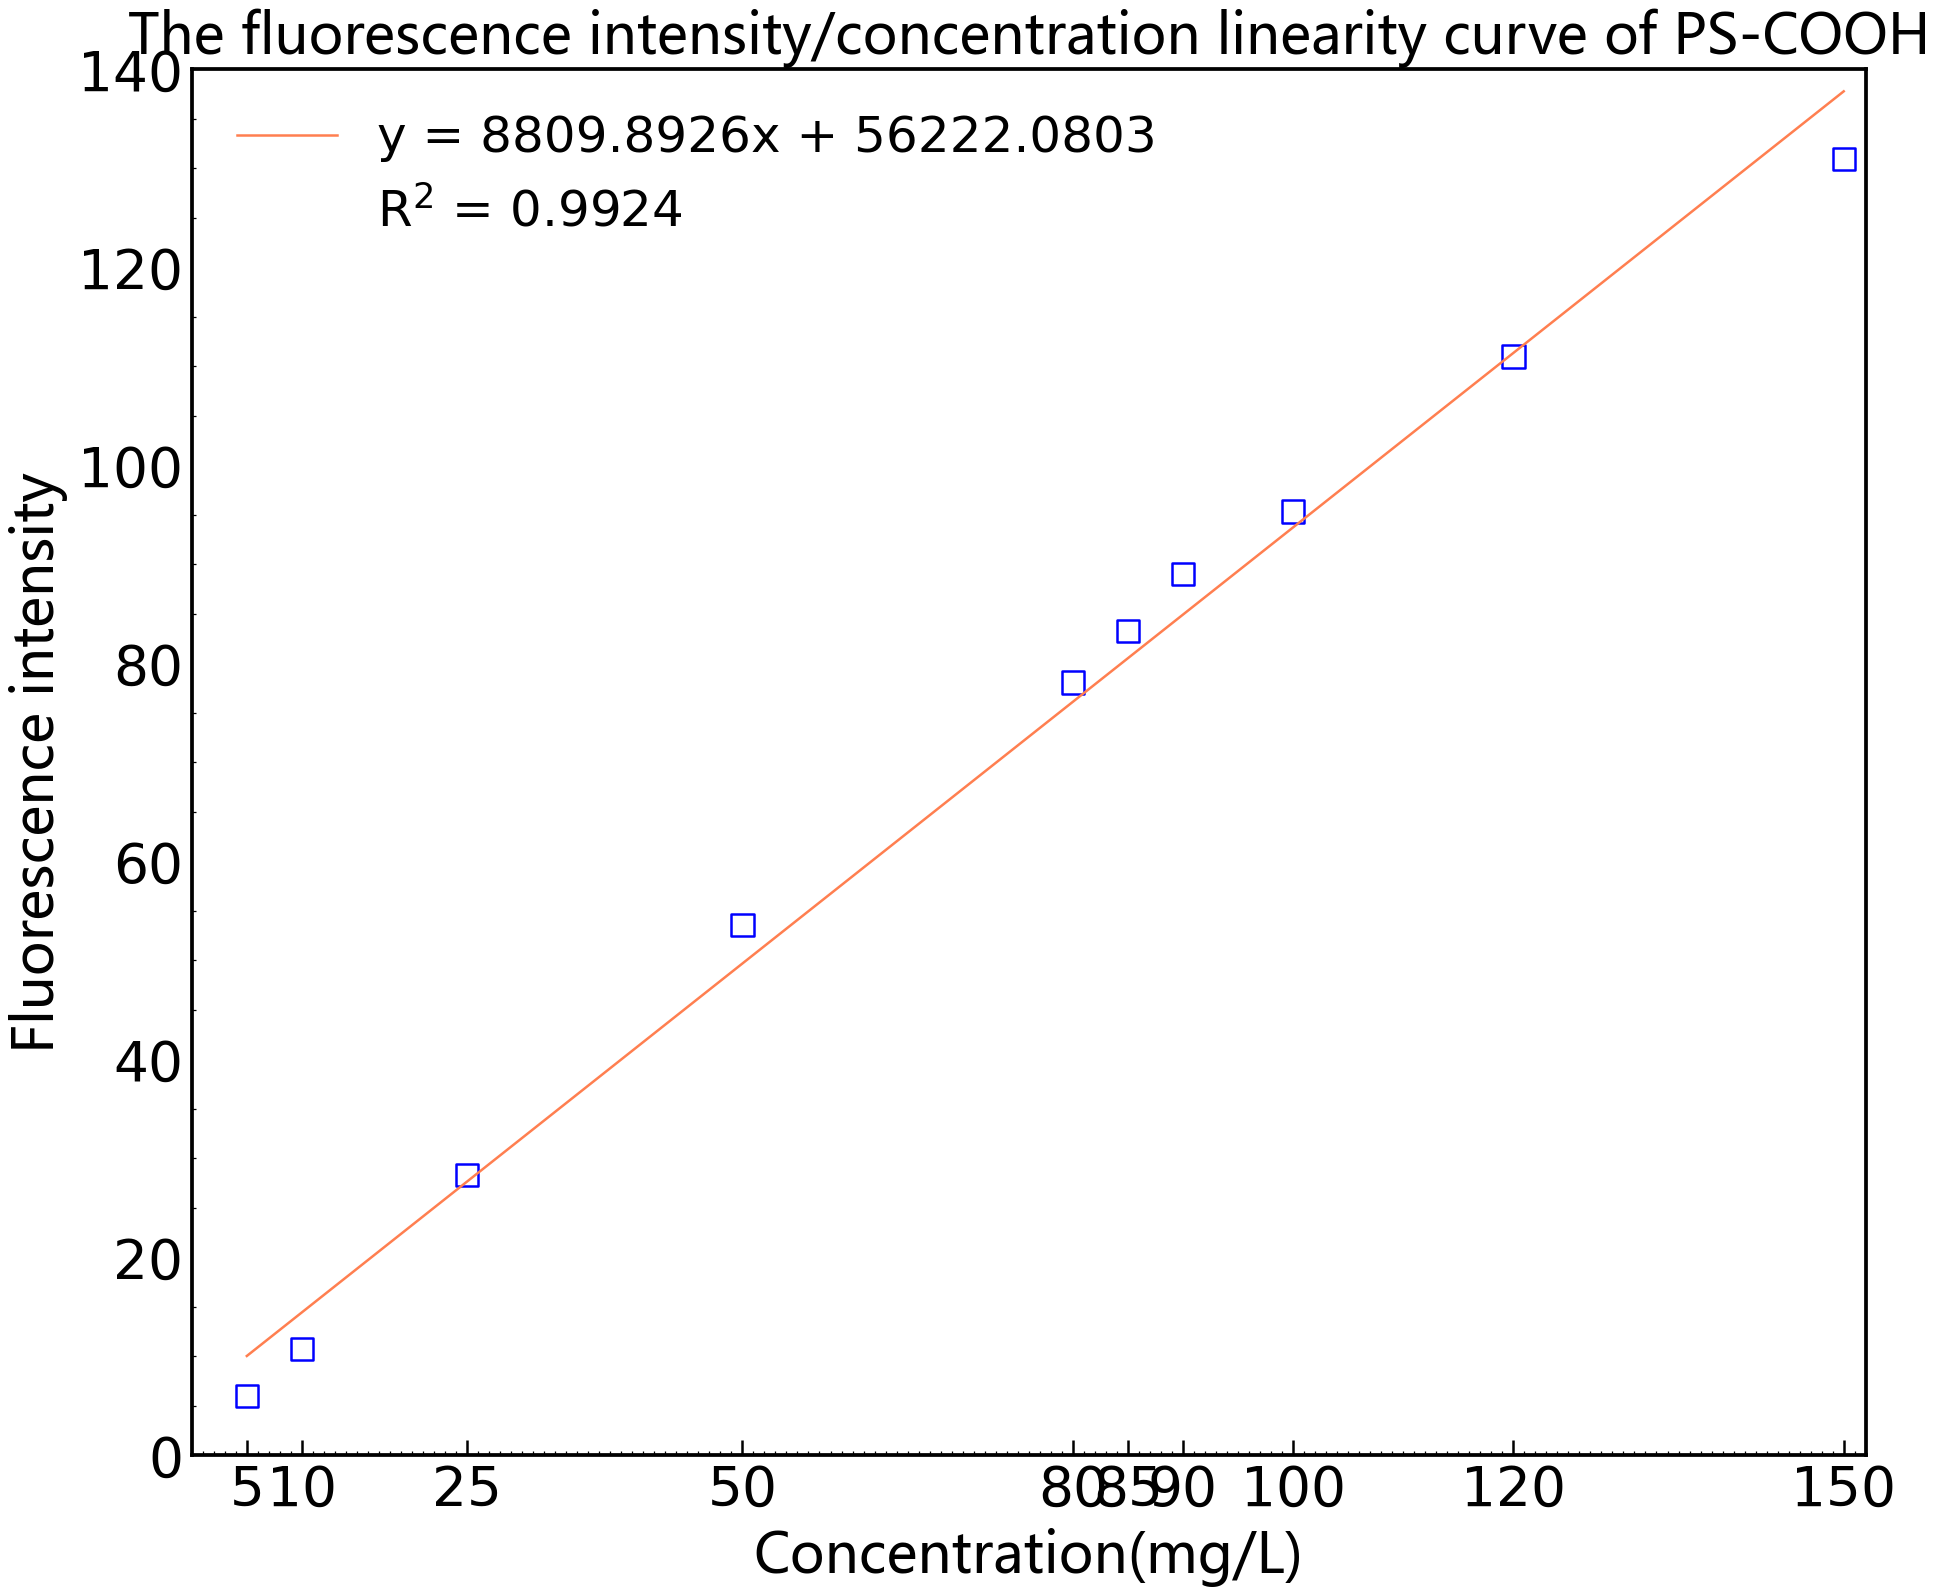 The fluorescence intensity/concentration linearity curve of PS-COOH
y = 8809.8926x + 56222.0803
R² = 0.9924
140
120
100
80
60
40
20
0
Fluorescence intensity
5 10 25 50 80 85 90 100 120 150
Concentration(mg/L)